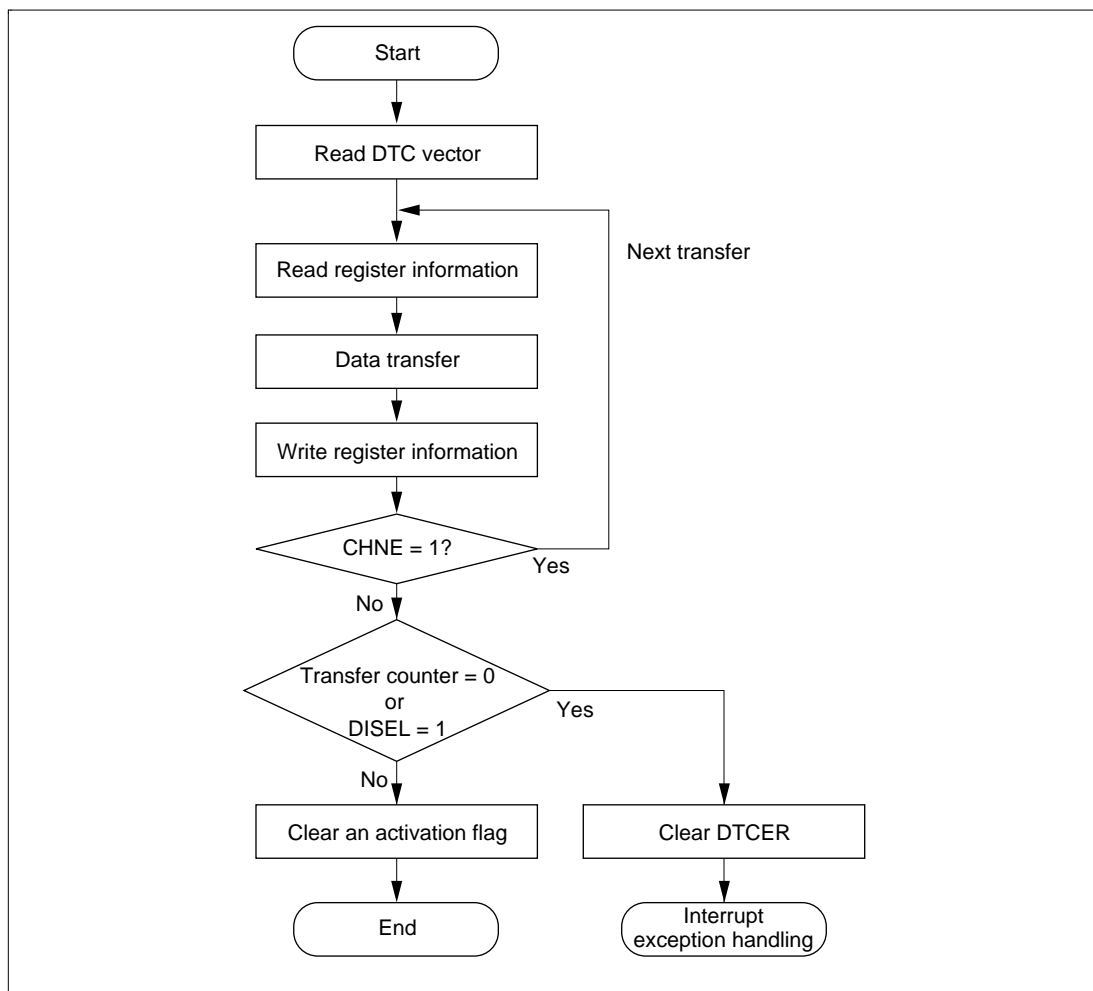 Start
Read DTC vector
Next transfer
Read register information
Data transfer
Write register information
CHNE = 1?
Yes
No
Transfer counter = 0
or
DISEL = 1
Yes
No
Clear an activation flag
Clear DTCER
End
Interrupt
exception handling